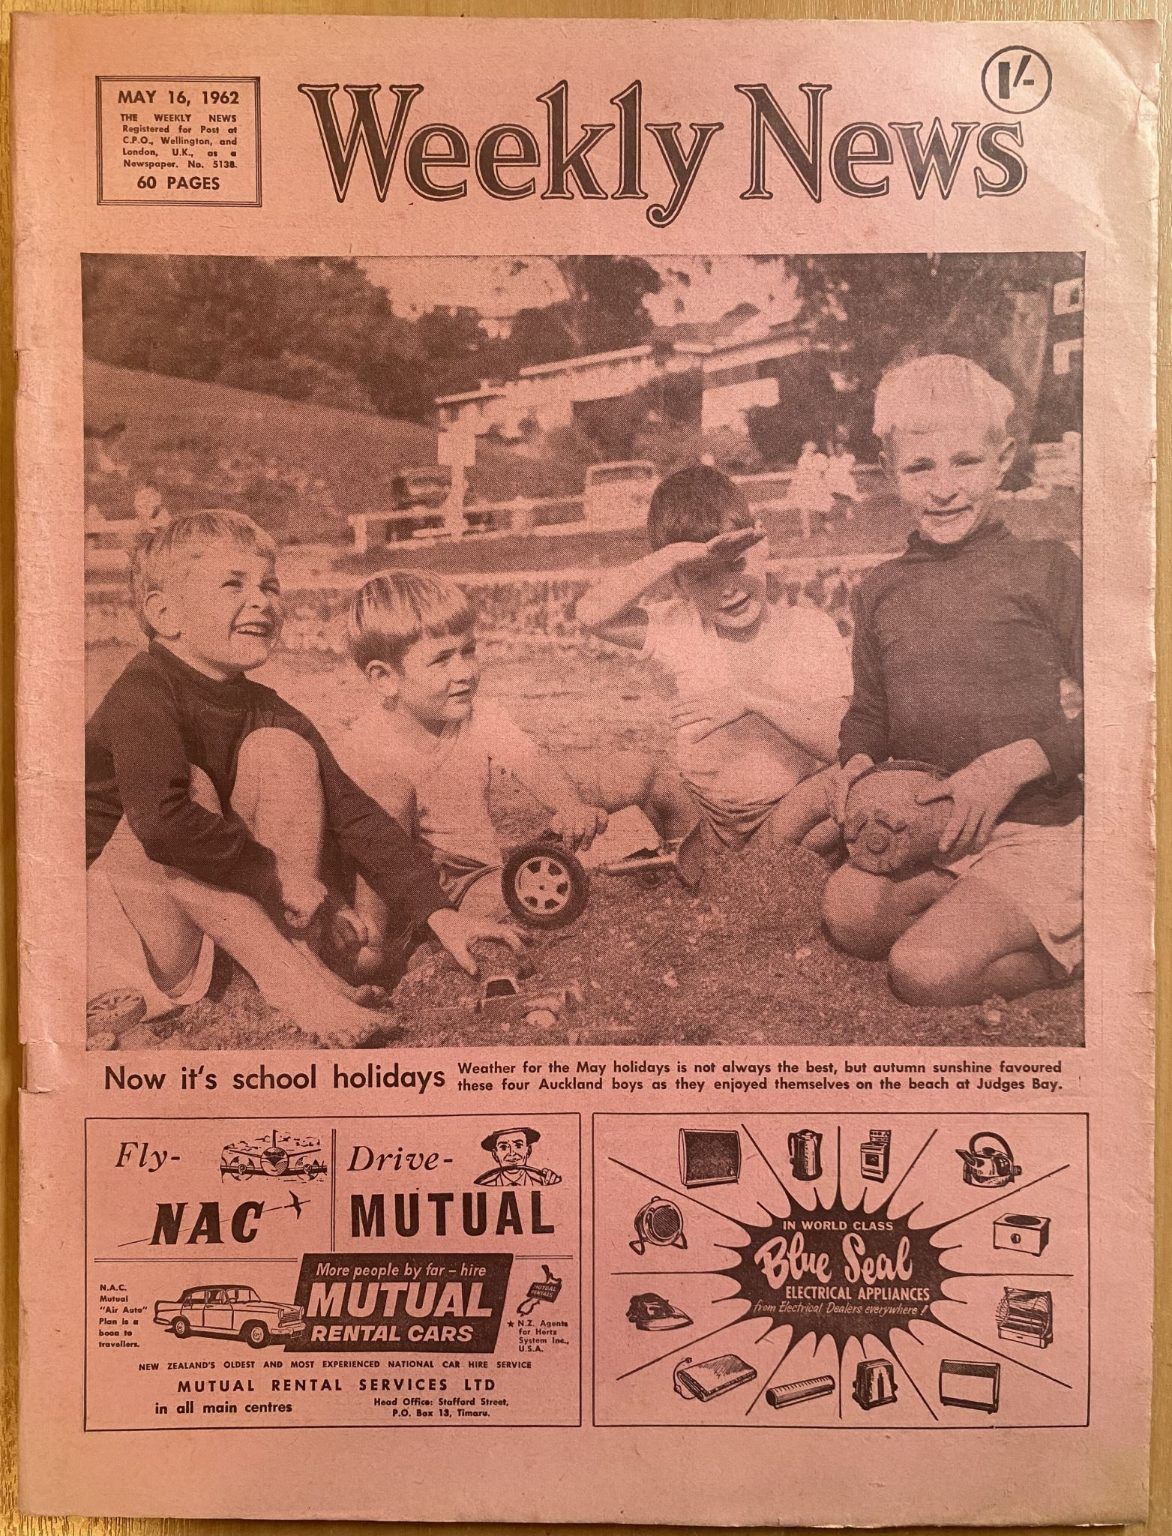 MAY 16, 1962
THE WEEKLY NEWS
Registered for Post at
C.P.O., Wellington, and
London, U.K., as a
Newspaper. No. 5138.
60 PAGES
Weekly News
1/-
Now it's school holidays
Weather for the May holidays is not always the best, but autumn sunshine favoured
these four Auckland boys as they enjoyed themselves on the beach at Judges Bay.
Fly-
NAC
Drive-
MUTUAL
N.A.C.
Mutual
"Air Auto"
Plan is a
boon to
travellers.
More people by far – hire
MUTUAL
RENTAL CARS
MUTUAL
RENTALS
★ N.Z. Agents
for Hertz
System Inc.,
U.S.A.
NEW ZEALAND'S OLDEST AND MOST EXPERIENCED NATIONAL CAR HIRE SERVICE
MUTUAL RENTAL SERVICES LTD
in all main centres
Head Office: Stafford Street,
P.O. Box 13, Timaru.
IN WORLD CLASS
Blue Seal
ELECTRICAL APPLIANCES
from Electrical Dealers everywhere!